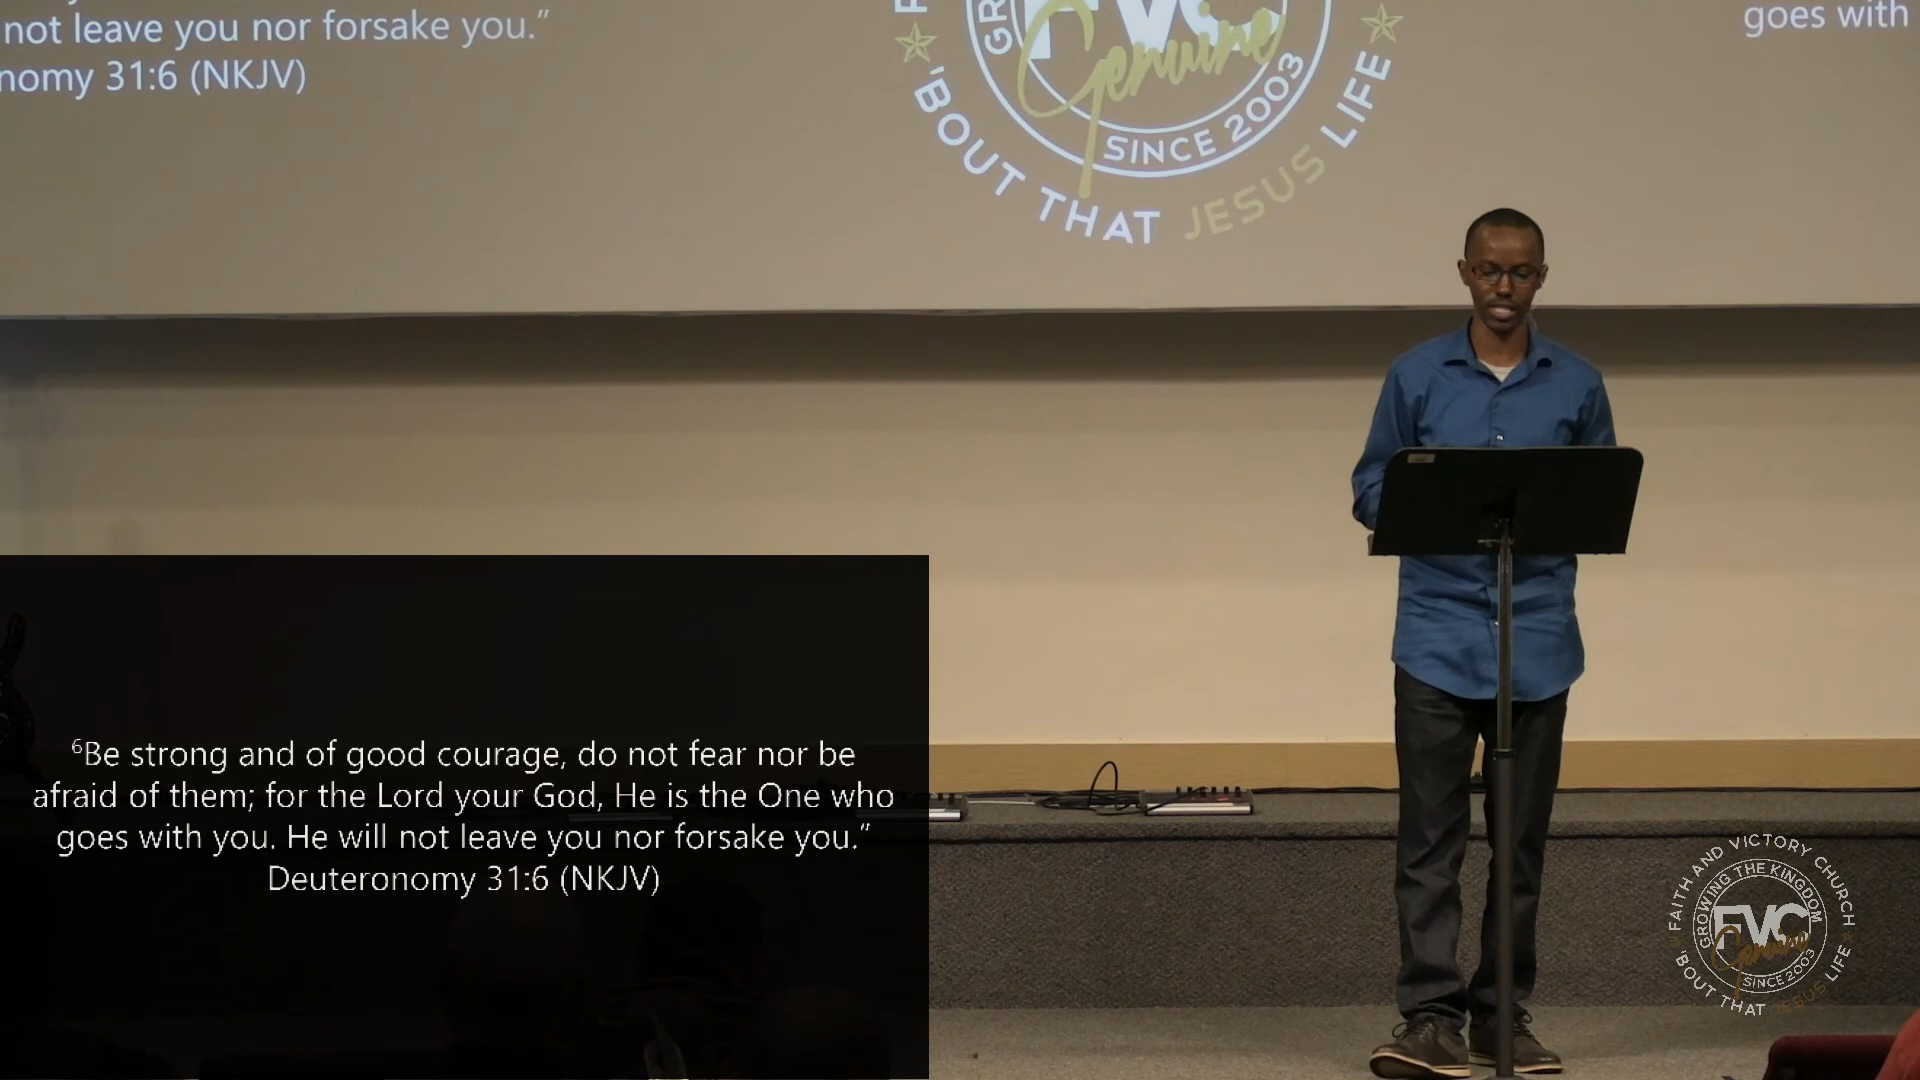 not leave you nor forsake you.”
nomy 31:6 (NKJV)
goes with
GR
FVC
Genuine
SINCE 2003
'BOUT THAT JESUS LIFE
⁶Be strong and of good courage, do not fear nor be
afraid of them; for the Lord your God, He is the One who
goes with you. He will not leave you nor forsake you.”
Deuteronomy 31:6 (NKJV)
FAITH AND VICTORY CHURCH
GROWING THE KINGDOM
FVC
Genuine
SINCE 2003
'BOUT THAT JESUS LIFE